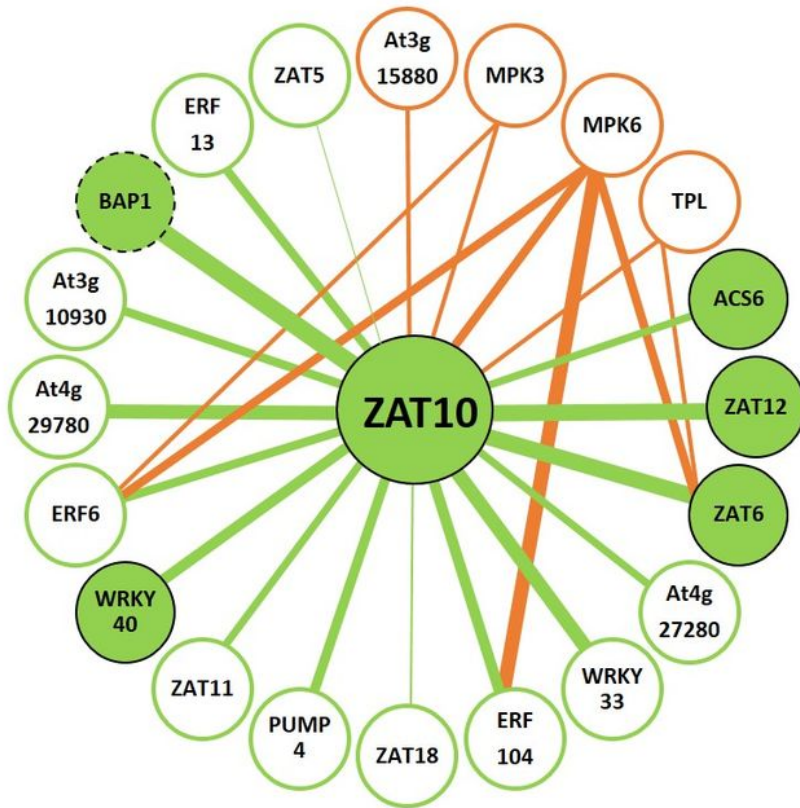 At3g
15880
ZAT5
MPK3
ERF
13
MPK6
BAP1
TPL
At3g
10930
ACS6
At4g
29780
ZAT10
ZAT12
ERF6
ZAT6
WRKY
40
At4g
27280
ZAT11
WRKY
33
PUMP
4
ZAT18
ERF
104